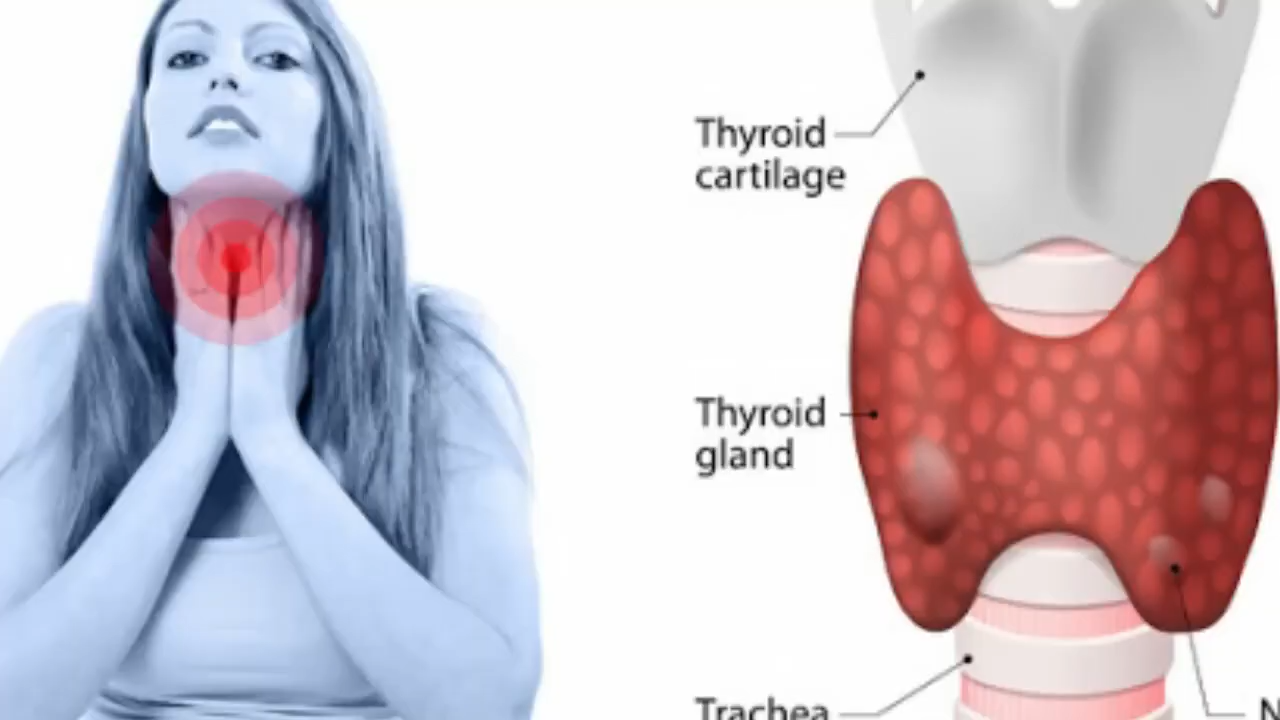 Thyroid
cartilage
Thyroid
gland
Trachea
N